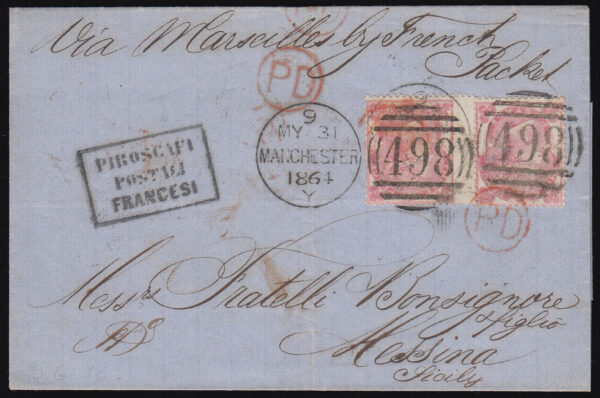 Via Marseilles by French
Packet
PD
PIROSCAFI
POSTALI
FRANCESI
9
MY 31
MANCHESTER
1864
Y
498
498
PD
Messrs Fratelli Bonsignore
& figlio
Messina
Sicily